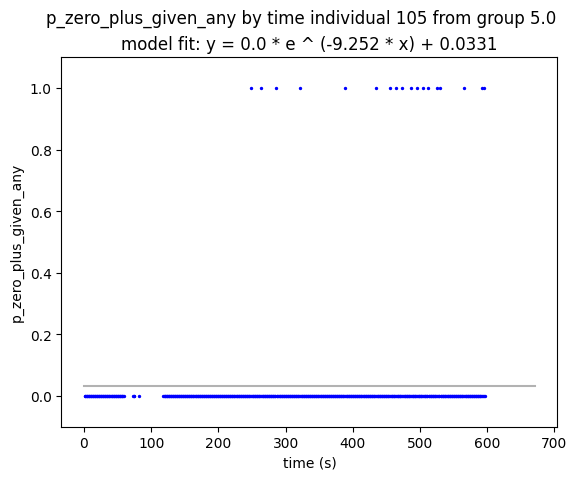 p_zero_plus_given_any by time individual 105 from group 5.0
model fit: y = 0.0 * e ^ (-9.252 * x) + 0.0331
1.0
0.8
0.6
0.4
0.2
0.0
p_zero_plus_given_any
0 100 200 300 400 500 600 700
time (s)